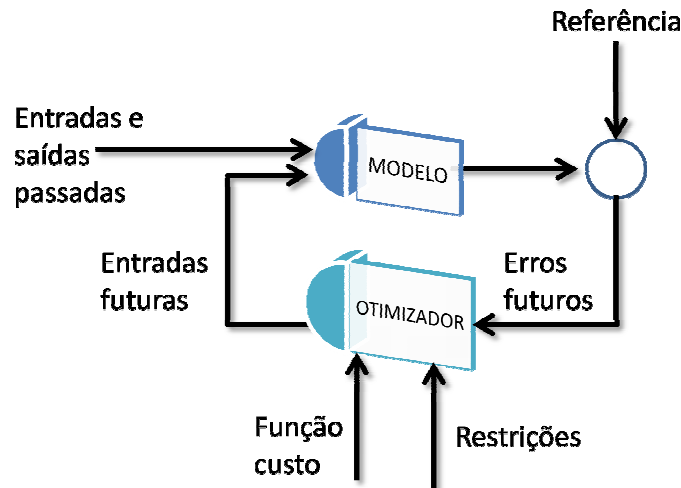 Referência
Entradas e
saídas
passadas
MODELO
Entradas
futuras
Erros
futuros
OTIMIZADOR
Função
custo
Restrições